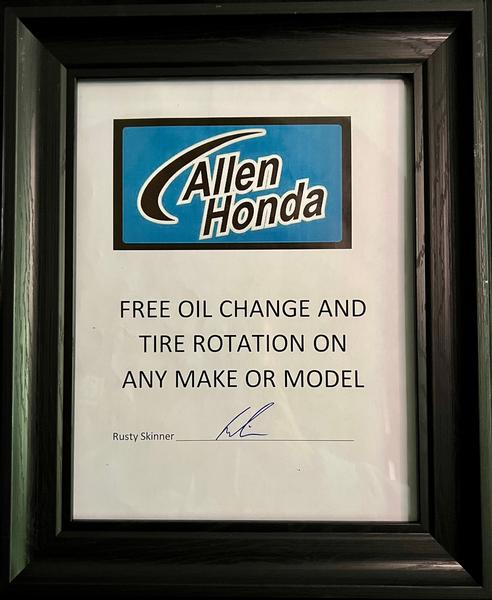 Allen
Honda
FREE OIL CHANGE AND
TIRE ROTATION ON
ANY MAKE OR MODEL
Rusty Skinner